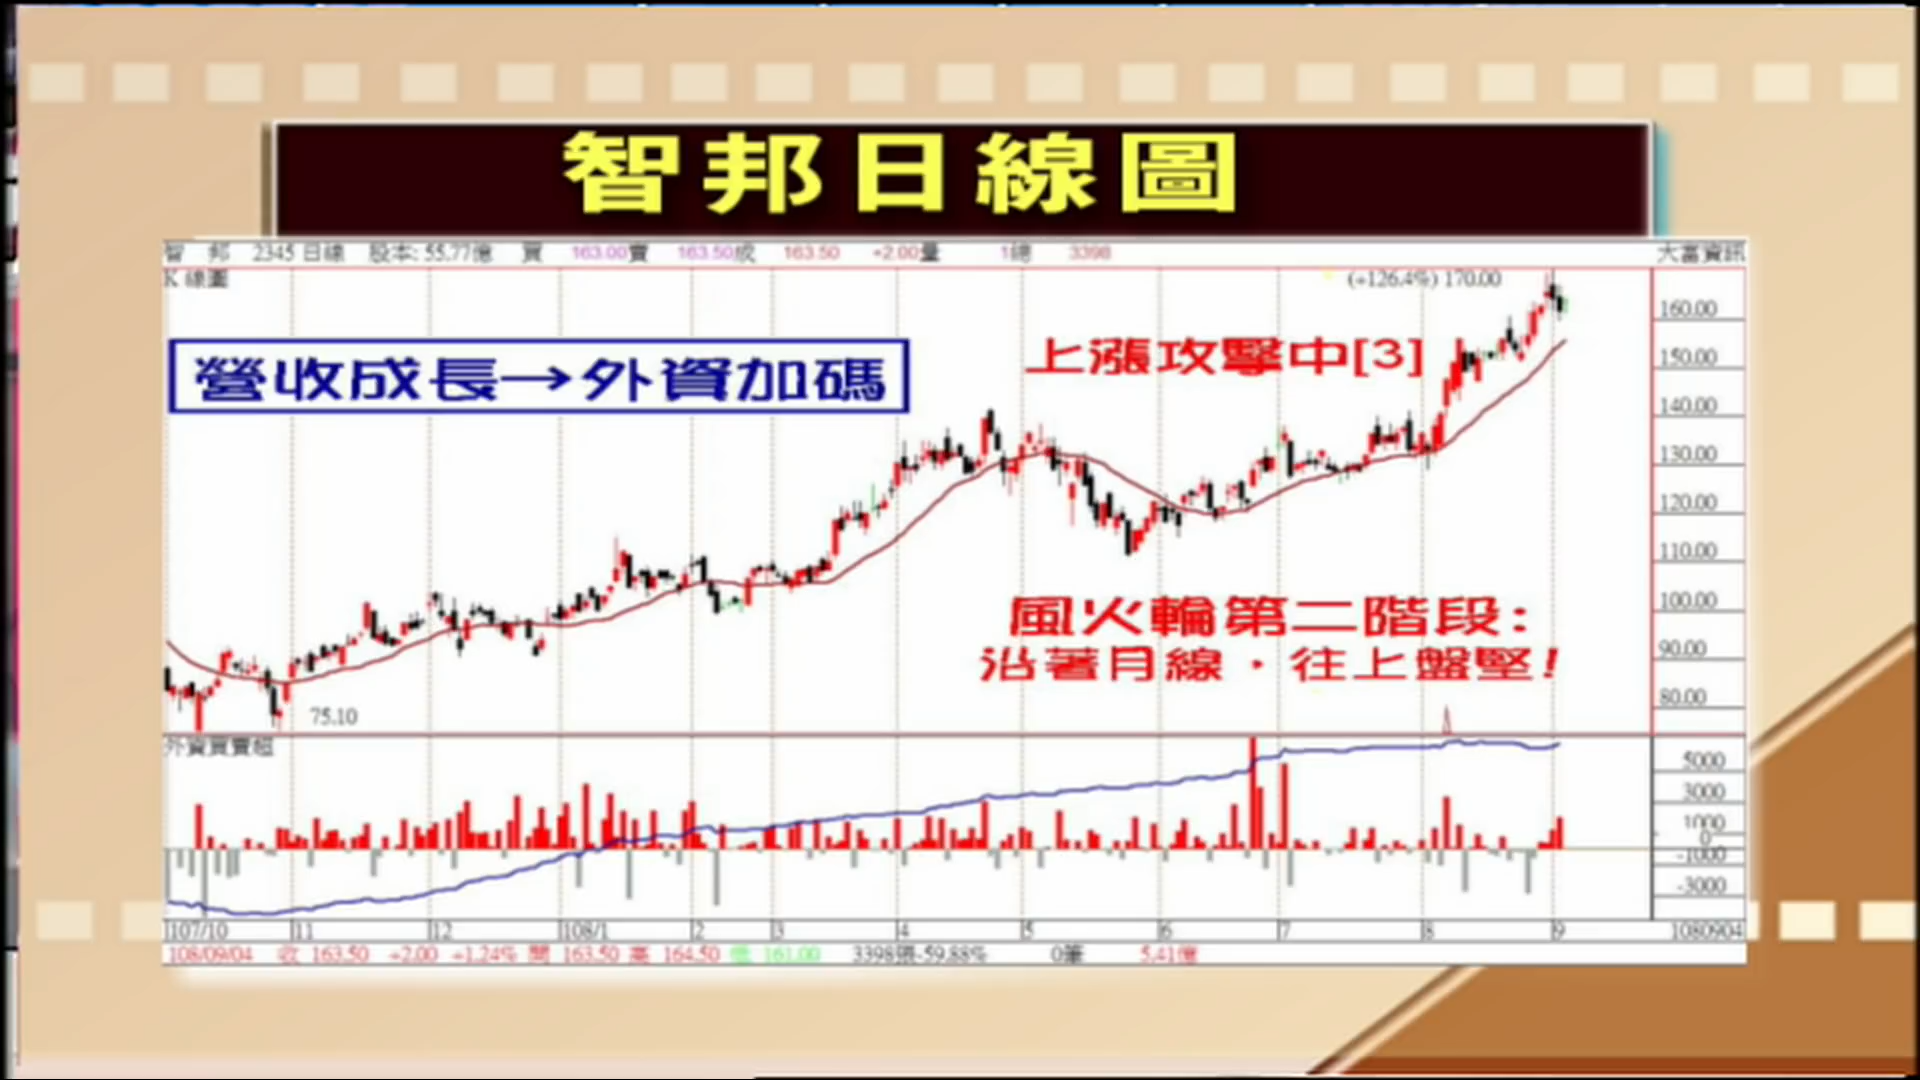 智邦日線圖
智 邦 2345 日線 股本: 55.77億 買 163.00賣 163.50成 163.50 +2.00量 1總 3398 大富資訊
K 線圖
(+126.4%) 170.00
160.00
營收成長→外資加碼
上漲攻擊中[3]
150.00
140.00
130.00
120.00
110.00
100.00
風火輪第二階段:
沿著月線，往上盤堅!
90.00
80.00
75.10
外資買賣超
5000
3000
1000
0
-1000
-3000
107/10 11 12 108/1 2 3 4 5 6 7 8 9 1080904
108/09/04 收 163.50 +2.00 +1.24% 開 163.50 高 164.50 低 161.00 3398張-59.88% 0筆 5.41億